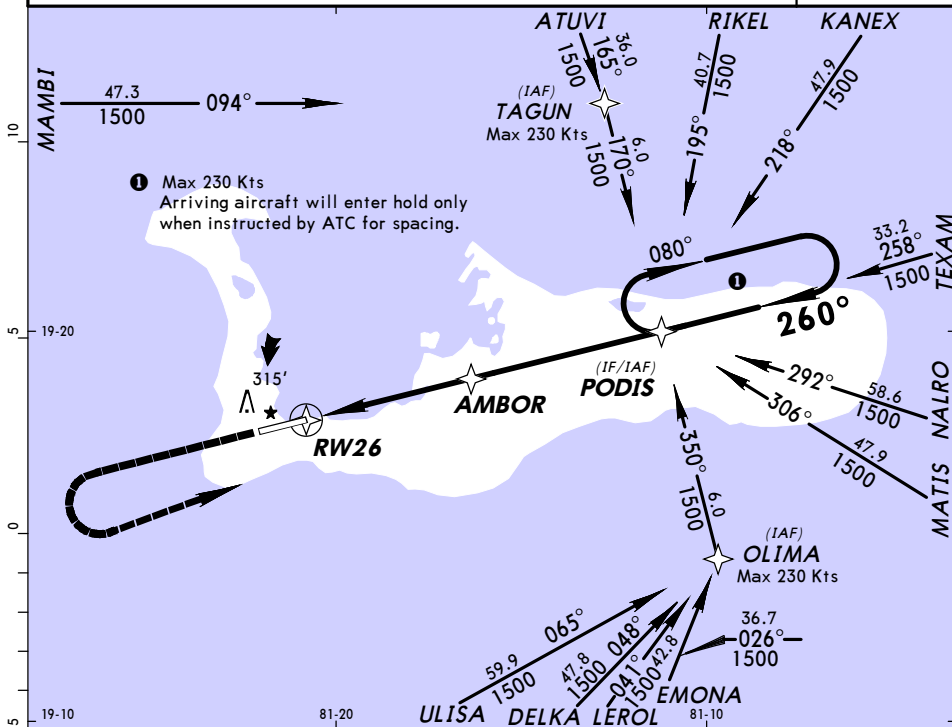 ATUVI
RIKEL
KANEX
MAMBI
47.3
1500
094°
36.0
165°
1500
40.7
1500
195°
47.9
1500
218°
(IAF)
TAGUN
Max 230 Kts
6.0
170°
1500
10
❶ Max 230 Kts
Arriving aircraft will enter hold only
when instructed by ATC for spacing.
080°
❶
33.2
258°
1500
TEXAM
260°
5
19-20
(IF/IAF)
PODIS
AMBOR
315'
RW26
292°
58.6
1500
NALRO
306°
47.9
1500
MATIS
350°
6.0
1500
0
(IAF)
OLIMA
Max 230 Kts
065°
59.9
1500
048°
47.8
1500
041°
42.8
1500
36.7
026°
1500
EMONA
ULISA
DELKA
LEROL
5
19-10
81-20
81-10